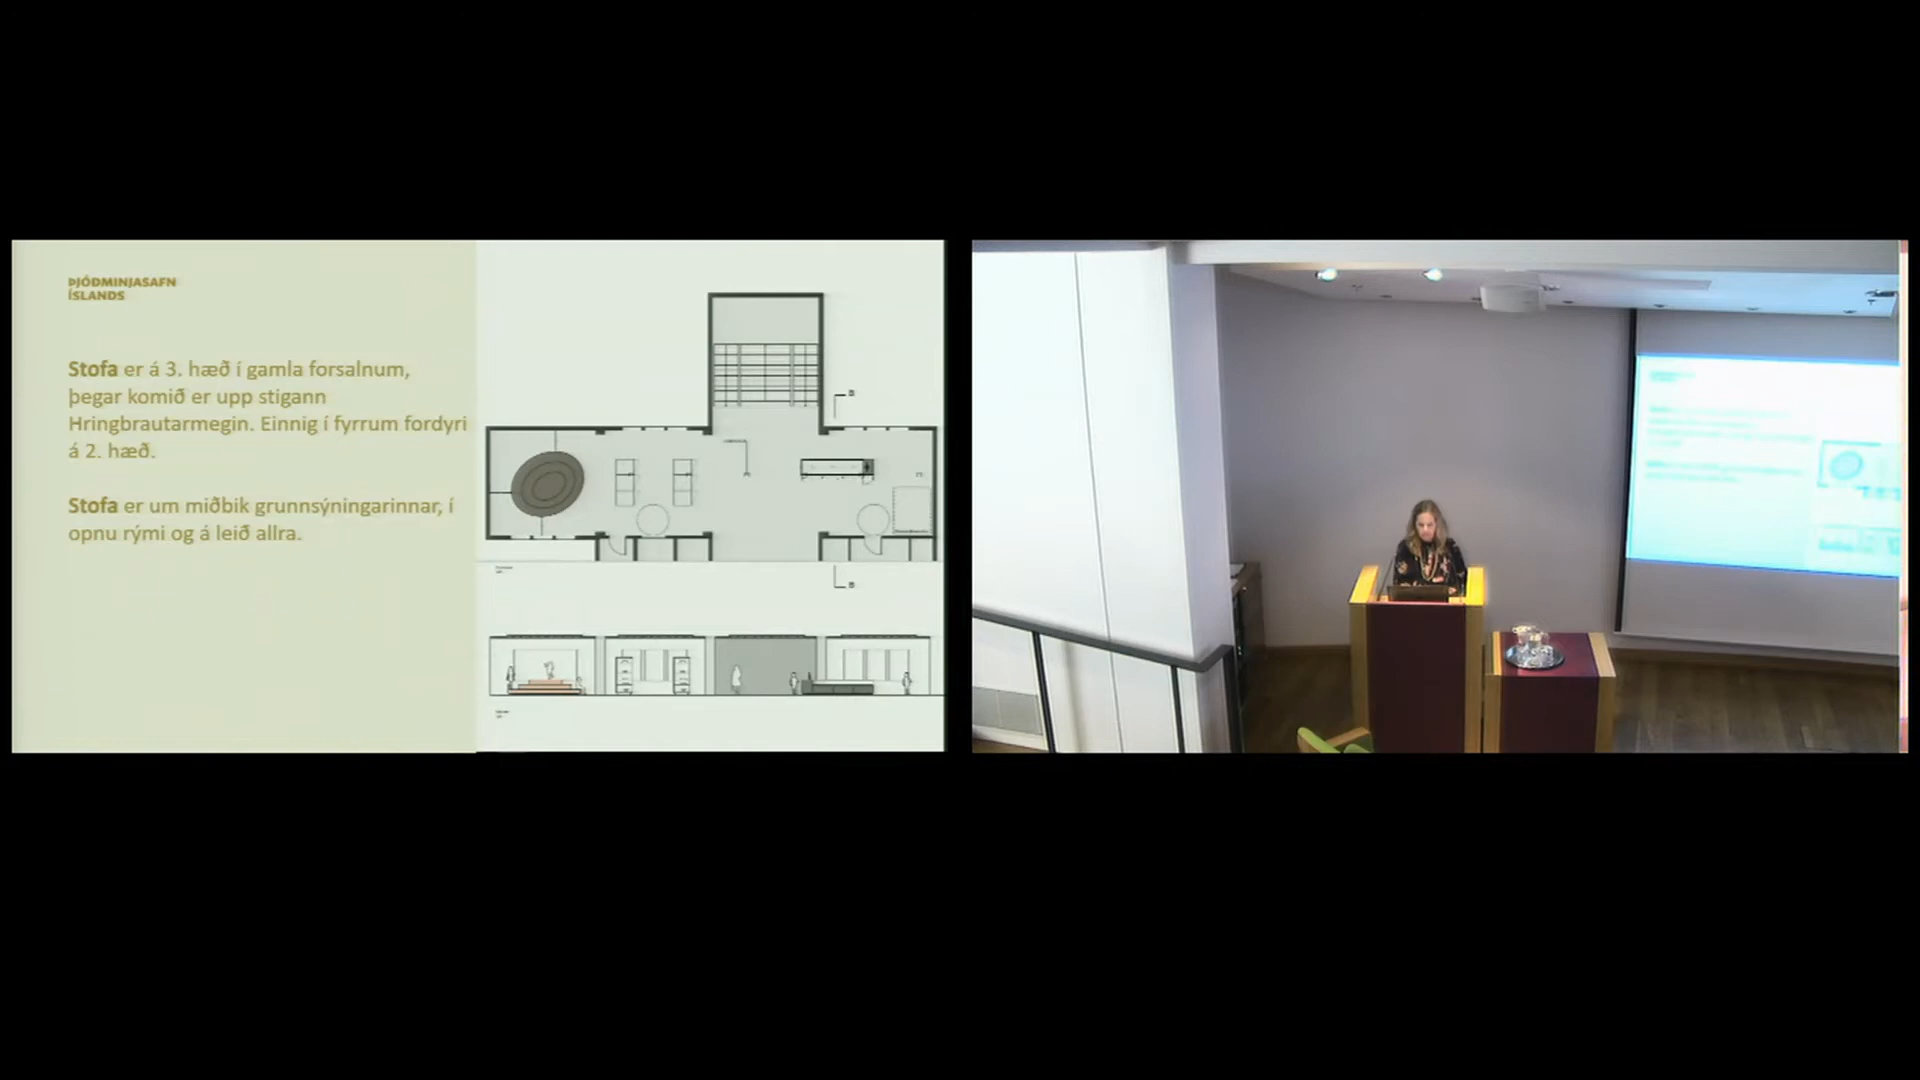 ÞJÓÐMINJASAFN
ÍSLANDS
Stofa er á 3. hæð í gamla forsalnum,
þegar komið er upp stigann
Hringbrautarmegin. Einnig í fyrrum fordyri
á 2. hæð.
Stofa er um miðbik grunnsýningarinnar, í
opnu rými og á leið allra.